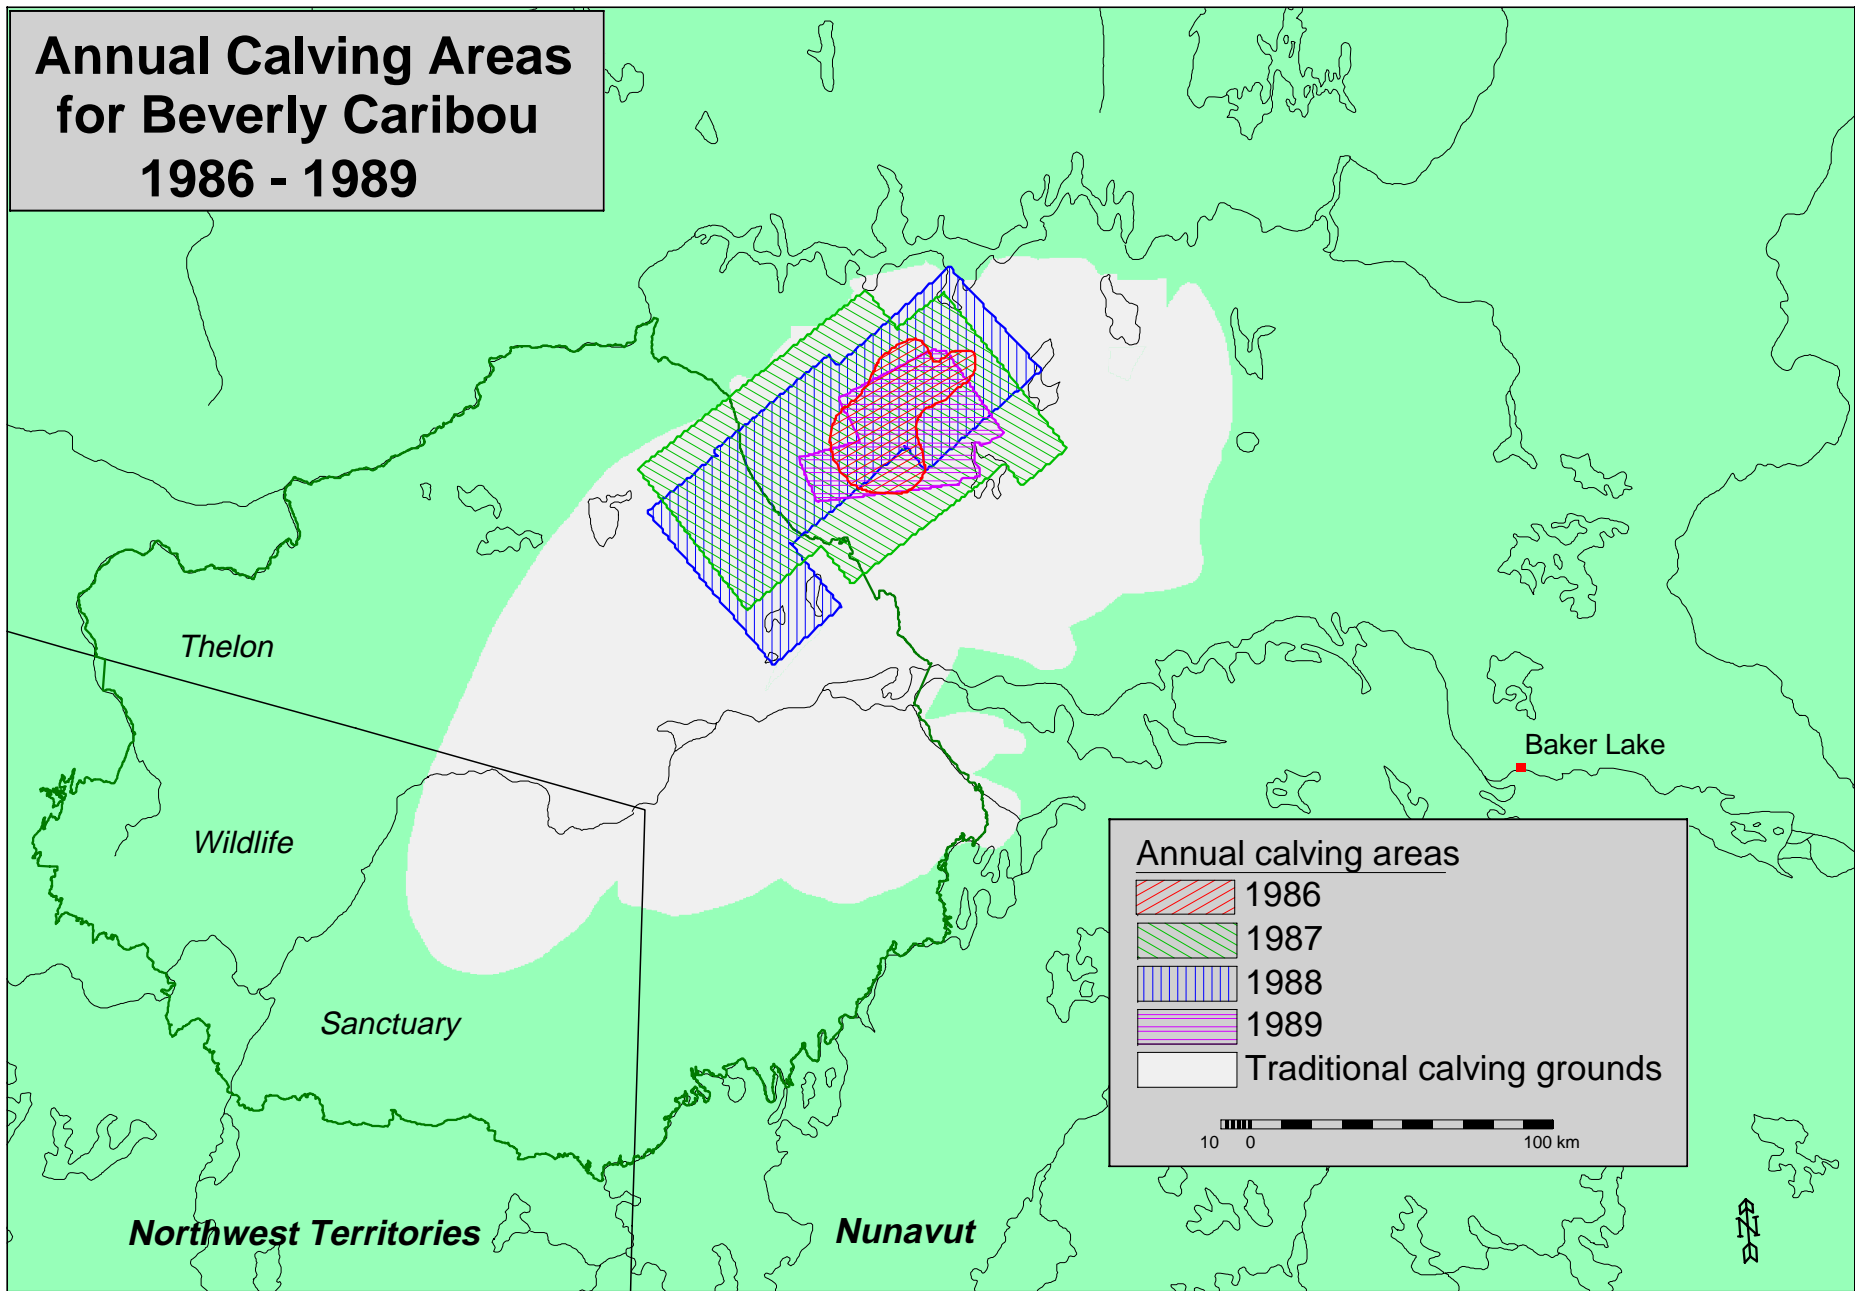 Annual Calving Areas
for Beverly Caribou
1986 - 1989
Thelon
Wildlife
Sanctuary
Baker Lake
Annual calving areas
1986
1987
1988
1989
Traditional calving grounds
10 0 100 km
Northwest Territories
Nunavut
N